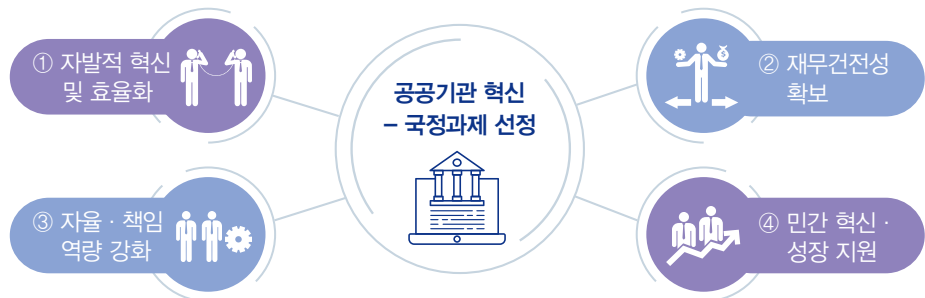 ① 자발적 혁신
및 효율화
공공기관 혁신
– 국정과제 선정
② 재무건전성
확보
③ 자율 · 책임
역량 강화
④ 민간 혁신 ·
성장 지원
$